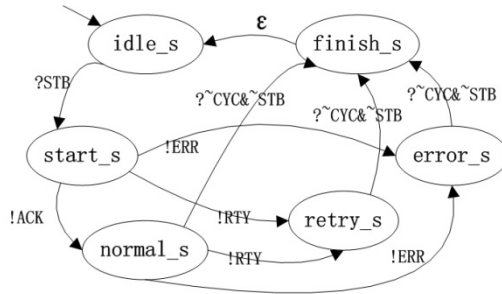 ε
idle_s
finish_s
?STB
?~CYC&~STB
?~CYC&~STB
?~CYC&~STB
start_s
!ERR
error_s
!ACK
!RTY
retry_s
normal_s
!RTY
!ERR